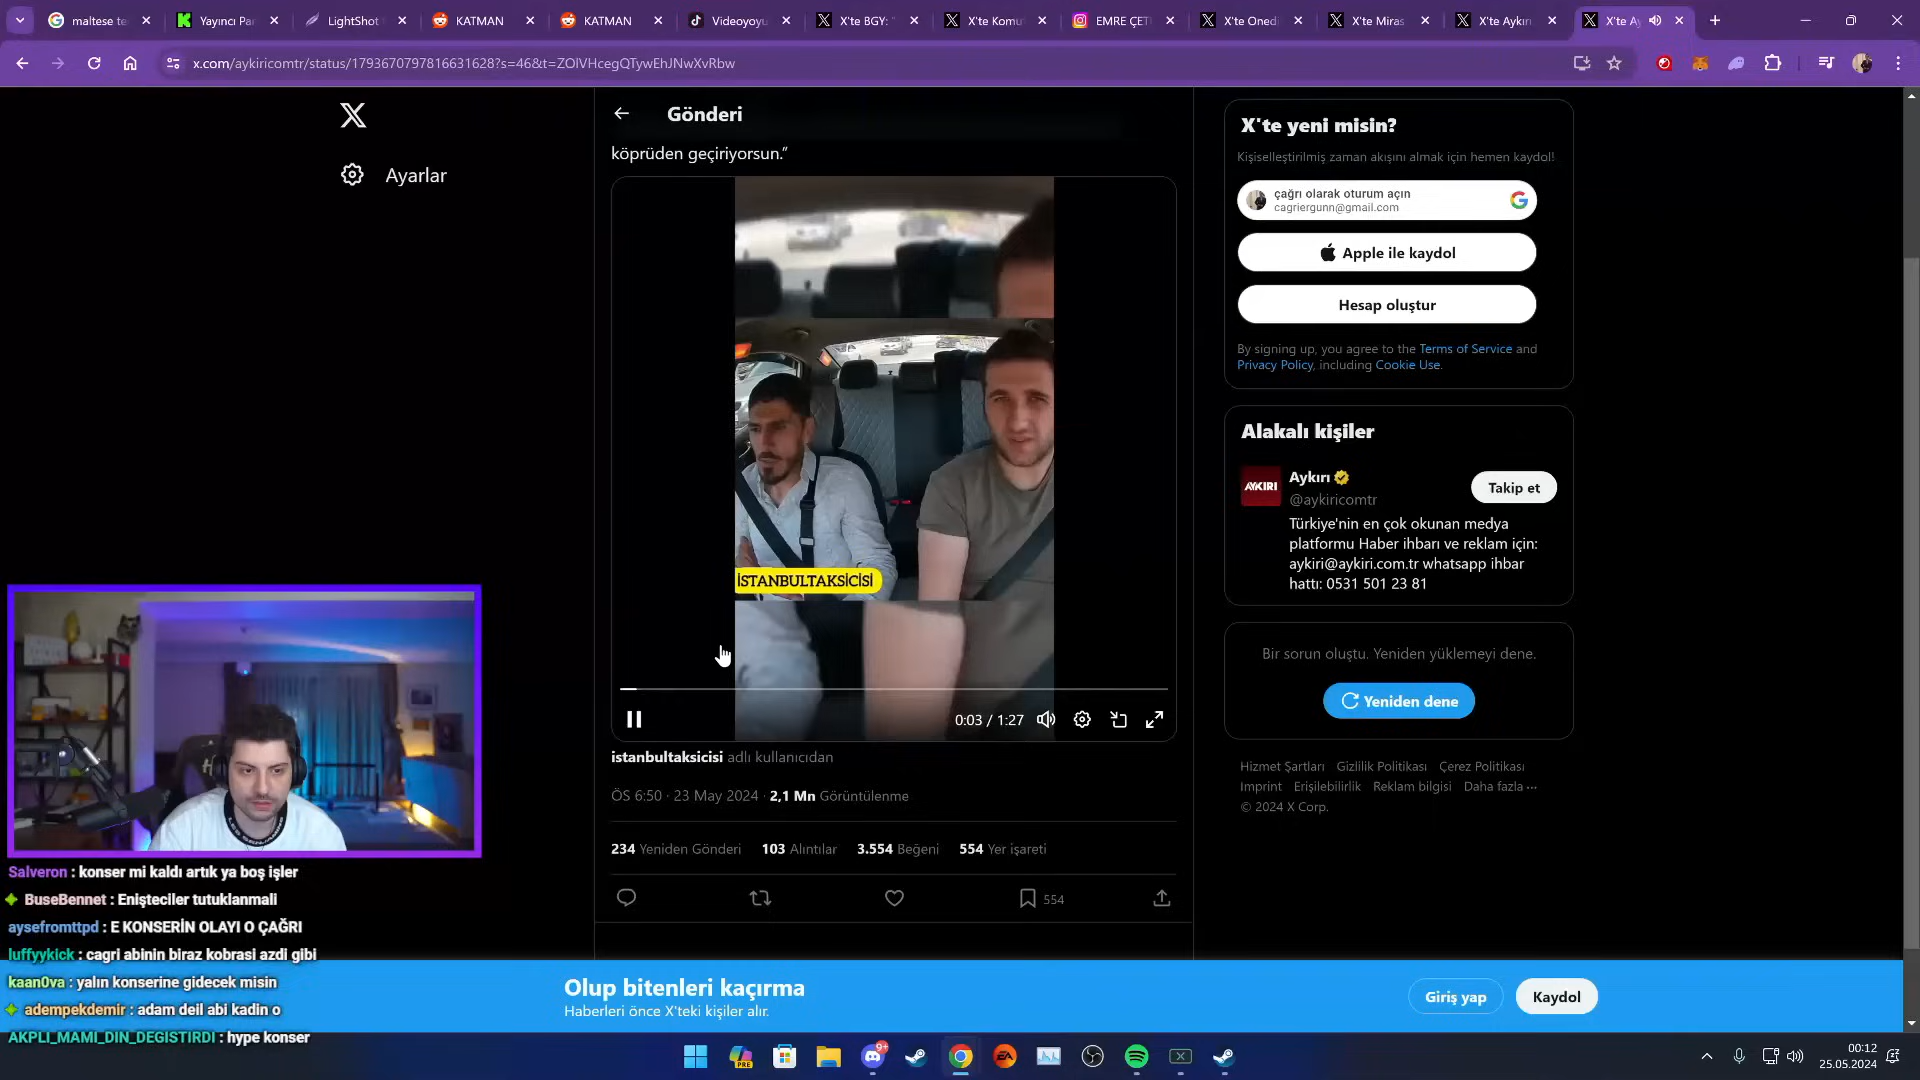 maltese te
Yayıncı Pa
LightShot
KATMAN
KATMAN
Videoyoyu
X'te BGY: "
X'te Komu
EMRE ÇET
X'te Onedi
X'te Miras
X'te Aykırı
X'te Ay
x.com/aykiricomtr/status/1793670797816631628?s=46&t=ZOlVHcegQTywEhJNwXvRbw
Ayarlar
Gönderi
köprüden geçiriyorsun.”
İSTANBULTAKSİCİSİ
0:03 / 1:27
istanbultaksicisi adlı kullanıcıdan
ÖS 6:50 · 23 May 2024 · 2,1 Mn Görüntülenme
234 Yeniden Gönderi 103 Alıntılar 3.554 Beğeni 554 Yer işareti
554
X'te yeni misin?
Kişiselleştirilmiş zaman akışını almak için hemen kaydol!
çağrı olarak oturum açın
cagriergunn@gmail.com
Apple ile kaydol
Hesap oluştur
By signing up, you agree to the Terms of Service and
Privacy Policy, including Cookie Use.
Alakalı kişiler
AYKIRI
Aykırı
@aykiricomtr
Takip et
Türkiye'nin en çok okunan medya
platformu Haber ihbarı ve reklam için:
aykiri@aykiri.com.tr whatsapp ihbar
hattı: 0531 501 23 81
Bir sorun oluştu. Yeniden yüklemeyi dene.
Yeniden dene
Hizmet Şartları Gizlilik Politikası Çerez Politikası
Imprint Erişilebilirlik Reklam bilgisi Daha fazla ···
© 2024 X Corp.
Salveron : konser mi kaldı artık ya boş işler
BuseBennet : Enişteciler tutuklanmali
aysefromttpd : E KONSERİN OLAYI O ÇAĞRI
luffyykick : cagri abinin biraz kobrasi azdi gibi
kaan0va : yalın konserine gidecek misin
adempekdemir : adam deil abi kadin o
AKPLI_MAMI_DIN_DEGISTIRDI : hype konser
Olup bitenleri kaçırma
Haberleri önce X'teki kişiler alır.
Giriş yap
Kaydol
PRE
9+
EA
00:12
25.05.2024